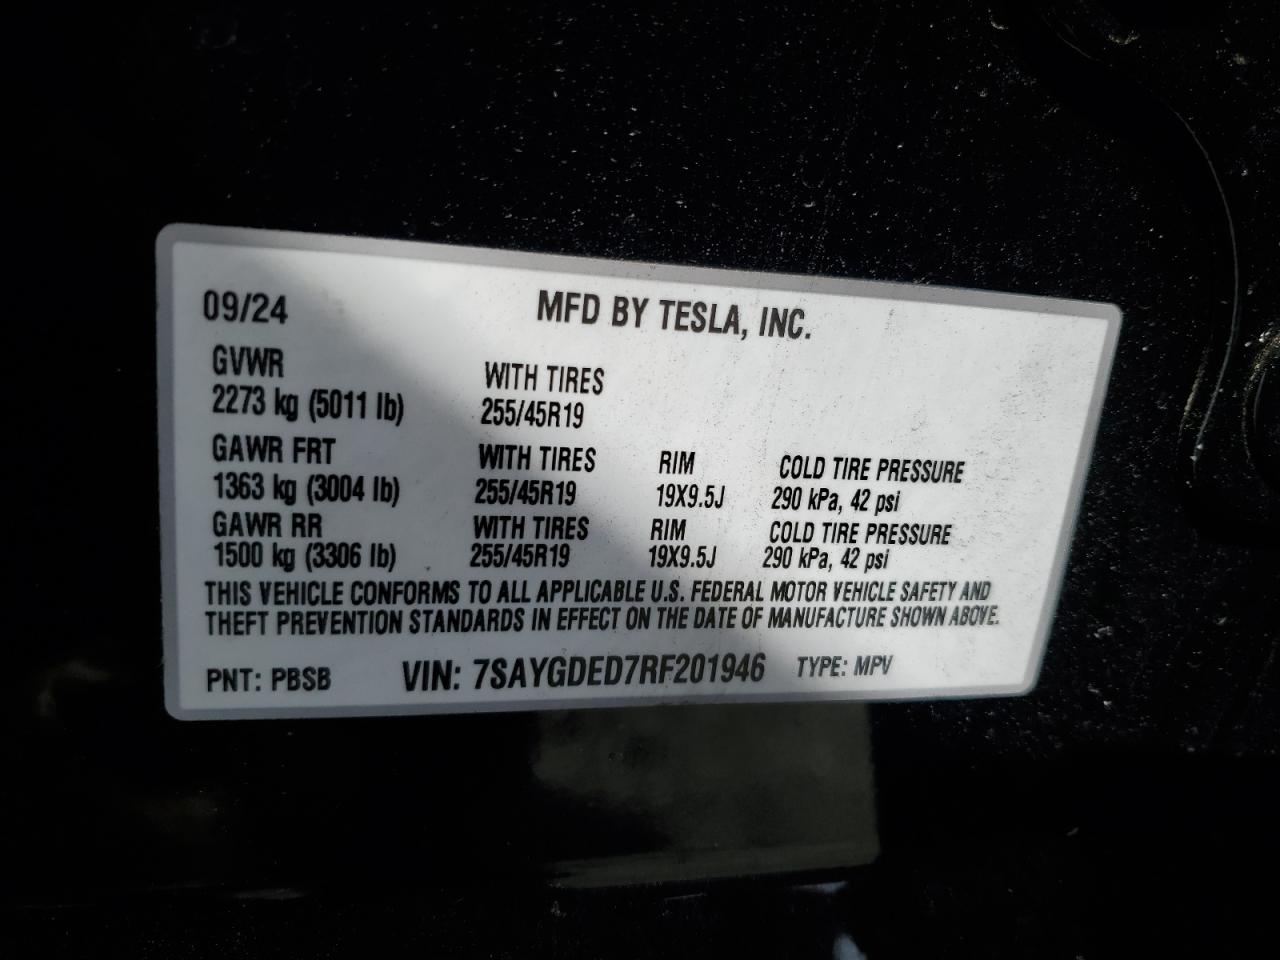 09/24 MFD BY TESLA, INC.
GVWR
2273 kg (5011 lb)
WITH TIRES
255/45R19
GAWR FRT WITH TIRES RIM COLD TIRE PRESSURE
1363 kg (3004 lb) 255/45R19 19X9.5J 290 kPa, 42 psi
GAWR RR WITH TIRES RIM COLD TIRE PRESSURE
1500 kg (3306 lb) 255/45R19 19X9.5J 290 kPa, 42 psi
THIS VEHICLE CONFORMS TO ALL APPLICABLE U.S. FEDERAL MOTOR VEHICLE SAFETY AND
THEFT PREVENTION STANDARDS IN EFFECT ON THE DATE OF MANUFACTURE SHOWN ABOVE.
PNT: PBSB VIN: 7SAYGDED7RF201946 TYPE: MPV